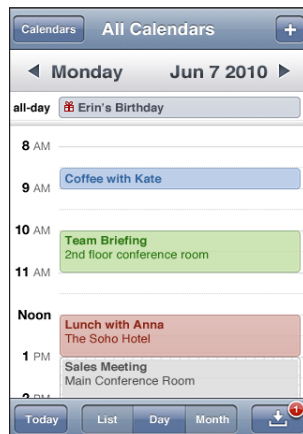 Calendars
All Calendars
+
Monday
Jun 7 2010
all-day
Erin's Birthday
8 AM
Coffee with Kate
9 AM
10 AM
Team Briefing
2nd floor conference room
11 AM
Noon
Lunch with Anna
The Soho Hotel
1 PM
Sales Meeting
Main Conference Room
2 PM
Today
List
Day
Month
1